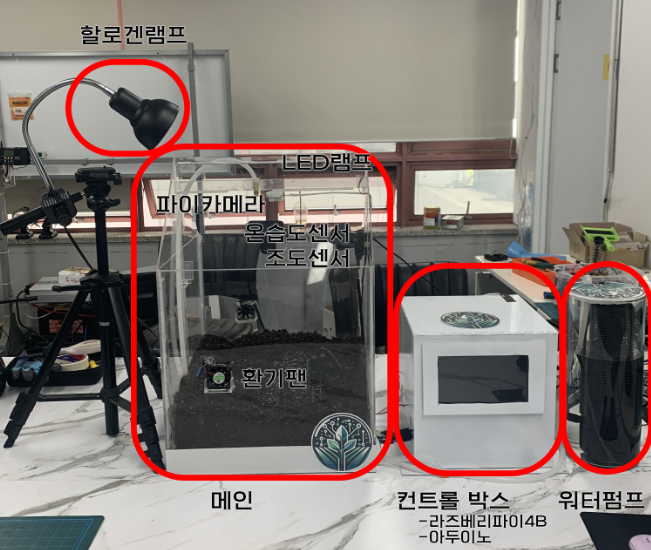 할로겐램프
LED램프
파이카메라
온습도센서
조도센서
환기팬
메인
컨트롤 박스
-라즈베리파이4B
-아두이노
워터펌프